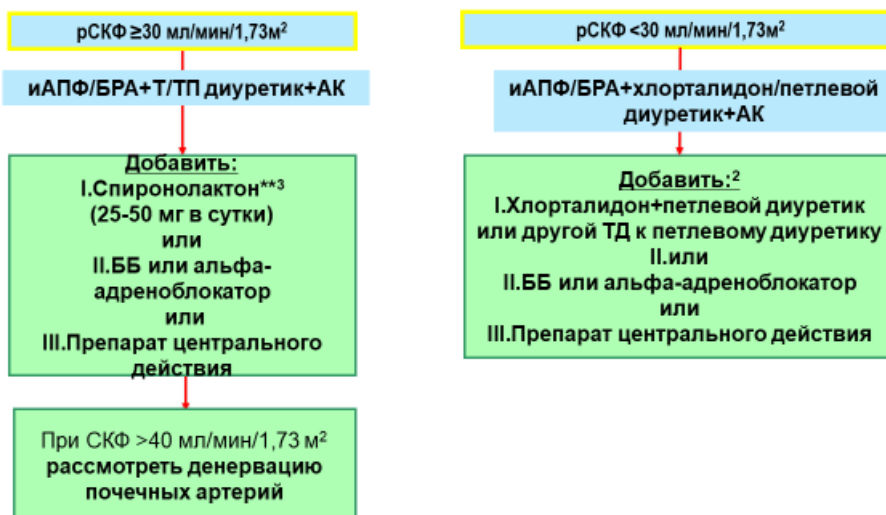 рСКФ ≥30 мл/мин/1,73м²
иАПФ/БРА+Т/ТП диуретик+АК
Добавить:
I.Спиронолактон**³
(25-50 мг в сутки)
или
II.ББ или альфа-
адреноблокатор
или
III.Препарат центрального
действия
При СКФ >40 мл/мин/1,73 м²
рассмотреть денервацию
почечных артерий
рСКФ <30 мл/мин/1,73м²
иАПФ/БРА+хлорталидон/петлевой
диуретик+АК
Добавить:²
I.Хлорталидон+петлевой диуретик
или другой ТД к петлевому диуретику
II.или
II.ББ или альфа-адреноблокатор
или
III.Препарат центрального действия